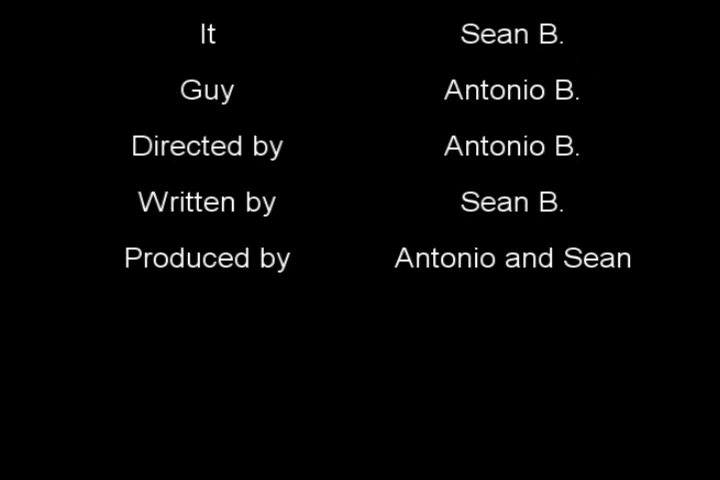 It Sean B.
Guy Antonio B.
Directed by Antonio B.
Written by Sean B.
Produced by Antonio and Sean